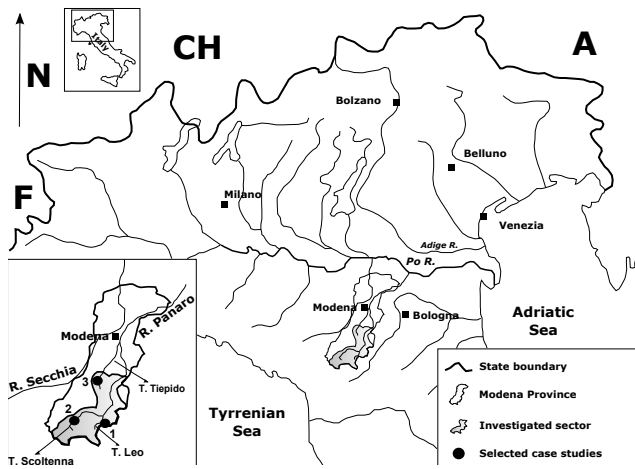 N
Italy
CH
A
F
Bolzano
Belluno
Milano
Venezia
Adige R.
Po R.
Modena
Bologna
Adriatic
Sea
Tyrrenian
Sea
Modena
R. Panaro
R. Secchia
T. Tiepido
3
2
1
T. Leo
T. Scoltenna
State boundary
Modena Province
Investigated sector
Selected case studies